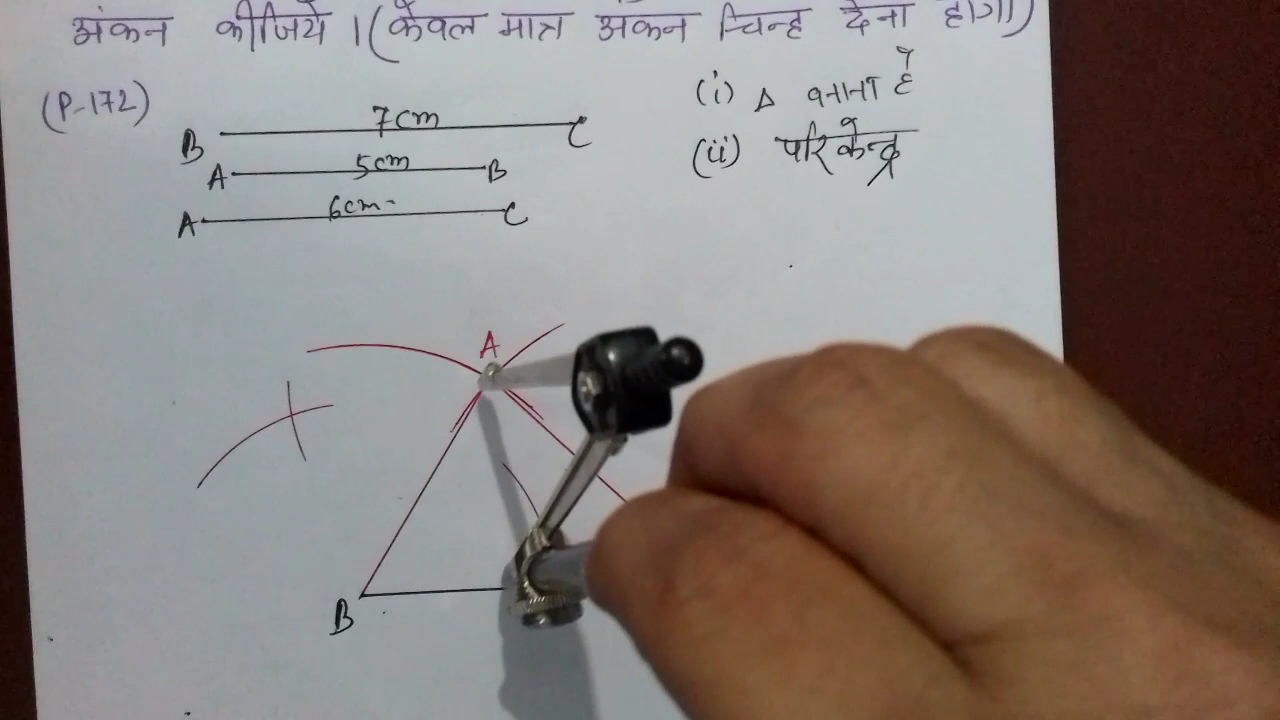 अंकन कीजिये । (केवल मात्र अंकन चिन्ह देना होगा)
(P-172)
B 7cm C
A 5cm B
A 6cm C
(i) Δ बनाना है
(ii) परिकेन्द्र
A
B